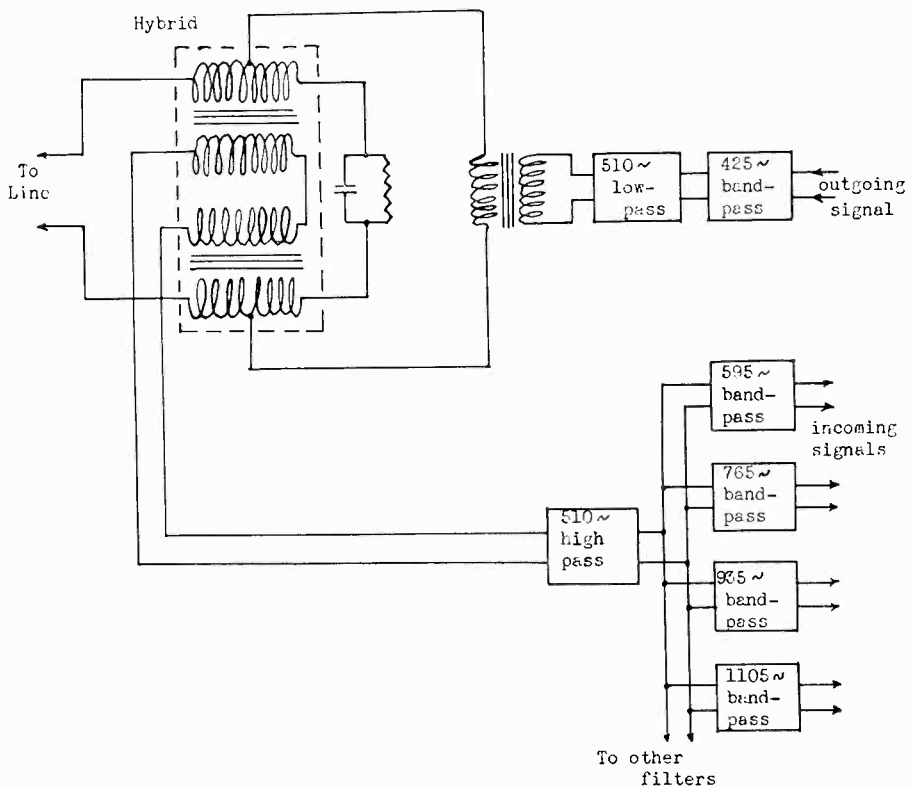 Hybrid
To
Line
510~
low-
pass
425~
band-
pass
outgoing
signal
595~
band-
pass
incoming
signals
765~
band-
pass
510~
high
pass
935~
band-
pass
1105~
band-
pass
To other
filters